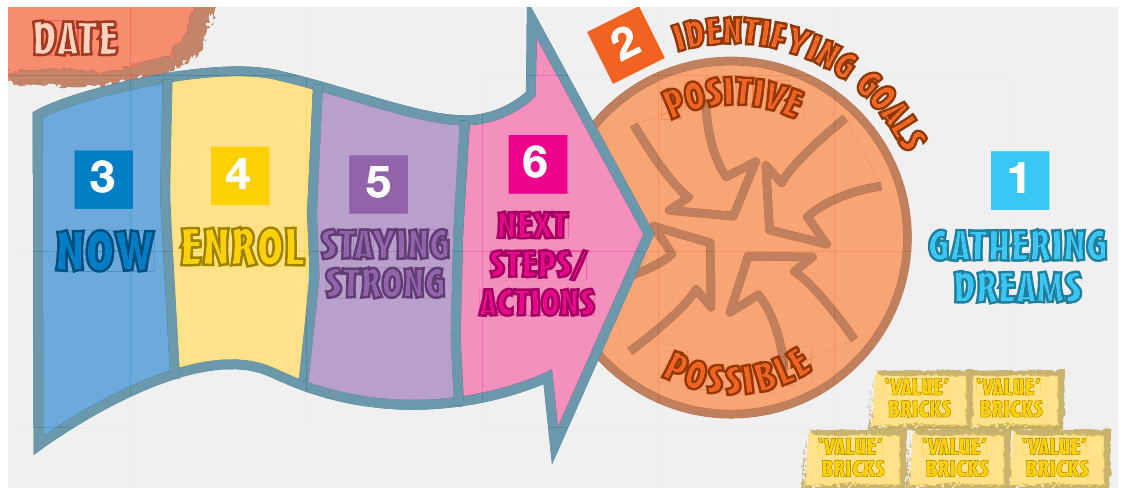 DATE
2
IDENTIFYING GOALS
POSITIVE
3
NOW
4
ENROL
5
STAYING
STRONG
6
NEXT
STEPS/
ACTIONS
1
GATHERING
DREAMS
POSSIBLE
'VALUE'
BRICKS
'VALUE'
BRICKS
'VALUE'
BRICKS
'VALUE'
BRICKS
'VALUE'
BRICKS